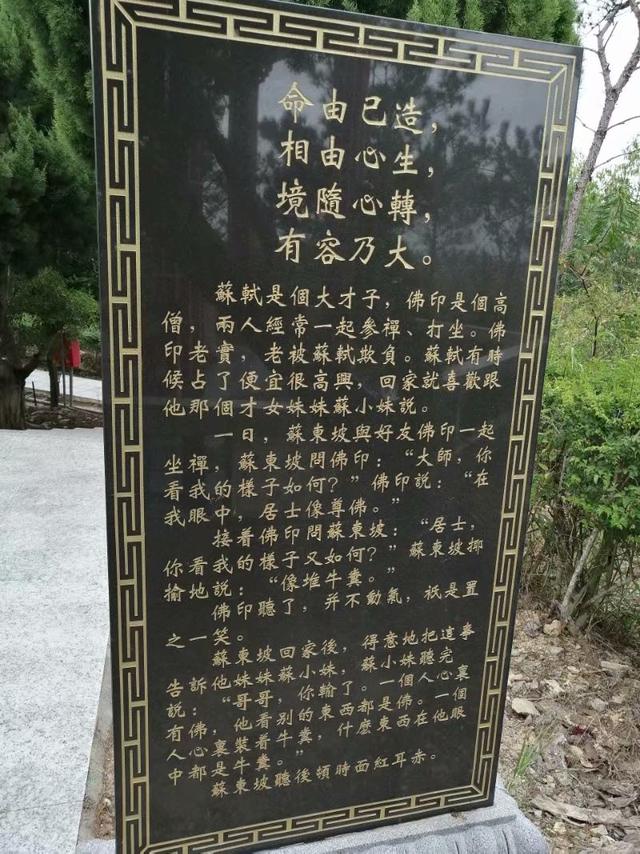 命由已造，
相由心生，
境隨心轉，
有容乃大。
蘇軾是個大才子，佛印是個高
僧，兩人經常一起參禪、打坐。佛
印老實，老被蘇軾欺負。蘇軾有時
候占了便宜很高興，回家就喜歡跟
他那個才女妹妹蘇小妹說。
一日，蘇東坡與好友佛印一起
坐禪，蘇東坡問佛印：“大師，你
看我的樣子如何？”佛印說：“在
我眼中，居士像尊佛。”
接着佛印問蘇東坡：“居士，
你看我的樣子又如何？”蘇東坡揶
揄地說：“像堆牛糞。”
佛印聽了，并不動氣，祇是置
之一笑。
蘇東坡回家後，得意地把這事
告訴他妹妹蘇小妹，蘇小妹聽完
說：“哥哥，你輸了。一個人心裏
有佛，他看別的東西都是佛。一個
人心裏裝着牛糞，什麽東西在他眼
中都是牛糞。”
蘇東坡聽後頓時面紅耳赤。